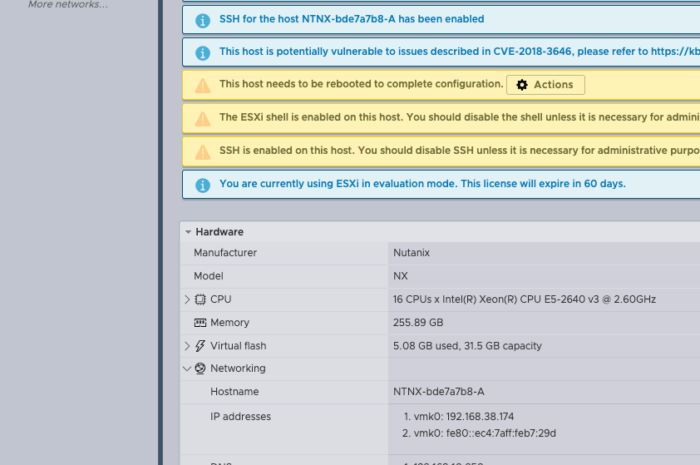 More networks...
SSH for the host NTNX-bde7a7b8-A has been enabled
This host is potentially vulnerable to issues described in CVE-2018-3646, please refer to https://kb
This host needs to be rebooted to complete configuration. Actions
The ESXi shell is enabled on this host. You should disable the shell unless it is necessary for admini
SSH is enabled on this host. You should disable SSH unless it is necessary for administrative purpo
You are currently using ESXi in evaluation mode. This license will expire in 60 days.
Hardware
Manufacturer Nutanix
Model NX
CPU 16 CPUs x Intel(R) Xeon(R) CPU E5-2640 v3 @ 2.60GHz
Memory 255.89 GB
Virtual flash 5.08 GB used, 31.5 GB capacity
Networking
Hostname NTNX-bde7a7b8-A
IP addresses 1. vmk0: 192.168.38.174
2. vmk0: fe80::ec4:7aff:feb7:29d